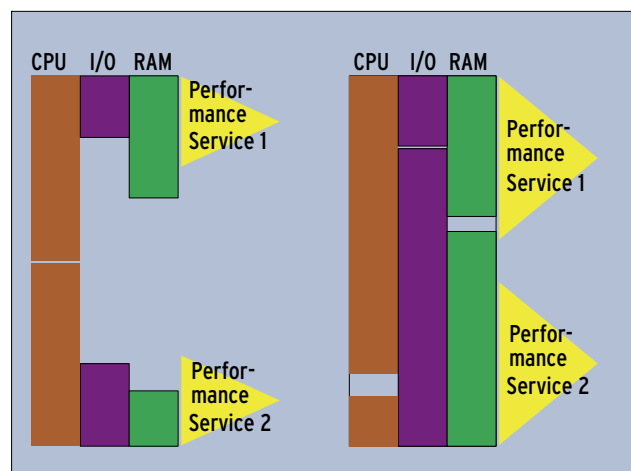 CPU I/O RAM
Perfor-
mance
Service 1
Perfor-
mance
Service 2
CPU I/O RAM
Perfor-
mance
Service 1
Perfor-
mance
Service 2